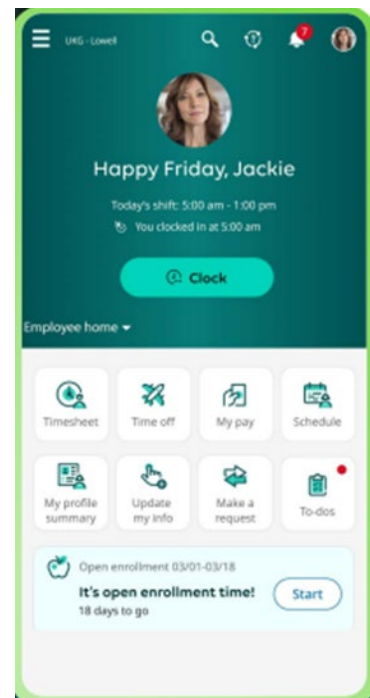 UKG - Lowell
7
Happy Friday, Jackie
Today's shift: 5:00 am - 1:00 pm
You clocked in at 5:00 am
Clock
Employee home
Timesheet Time off My pay Schedule
My profile summary
Update my info
Make a request
To-dos
Open enrollment 03/01-03/18
It's open enrollment time!
18 days to go
Start